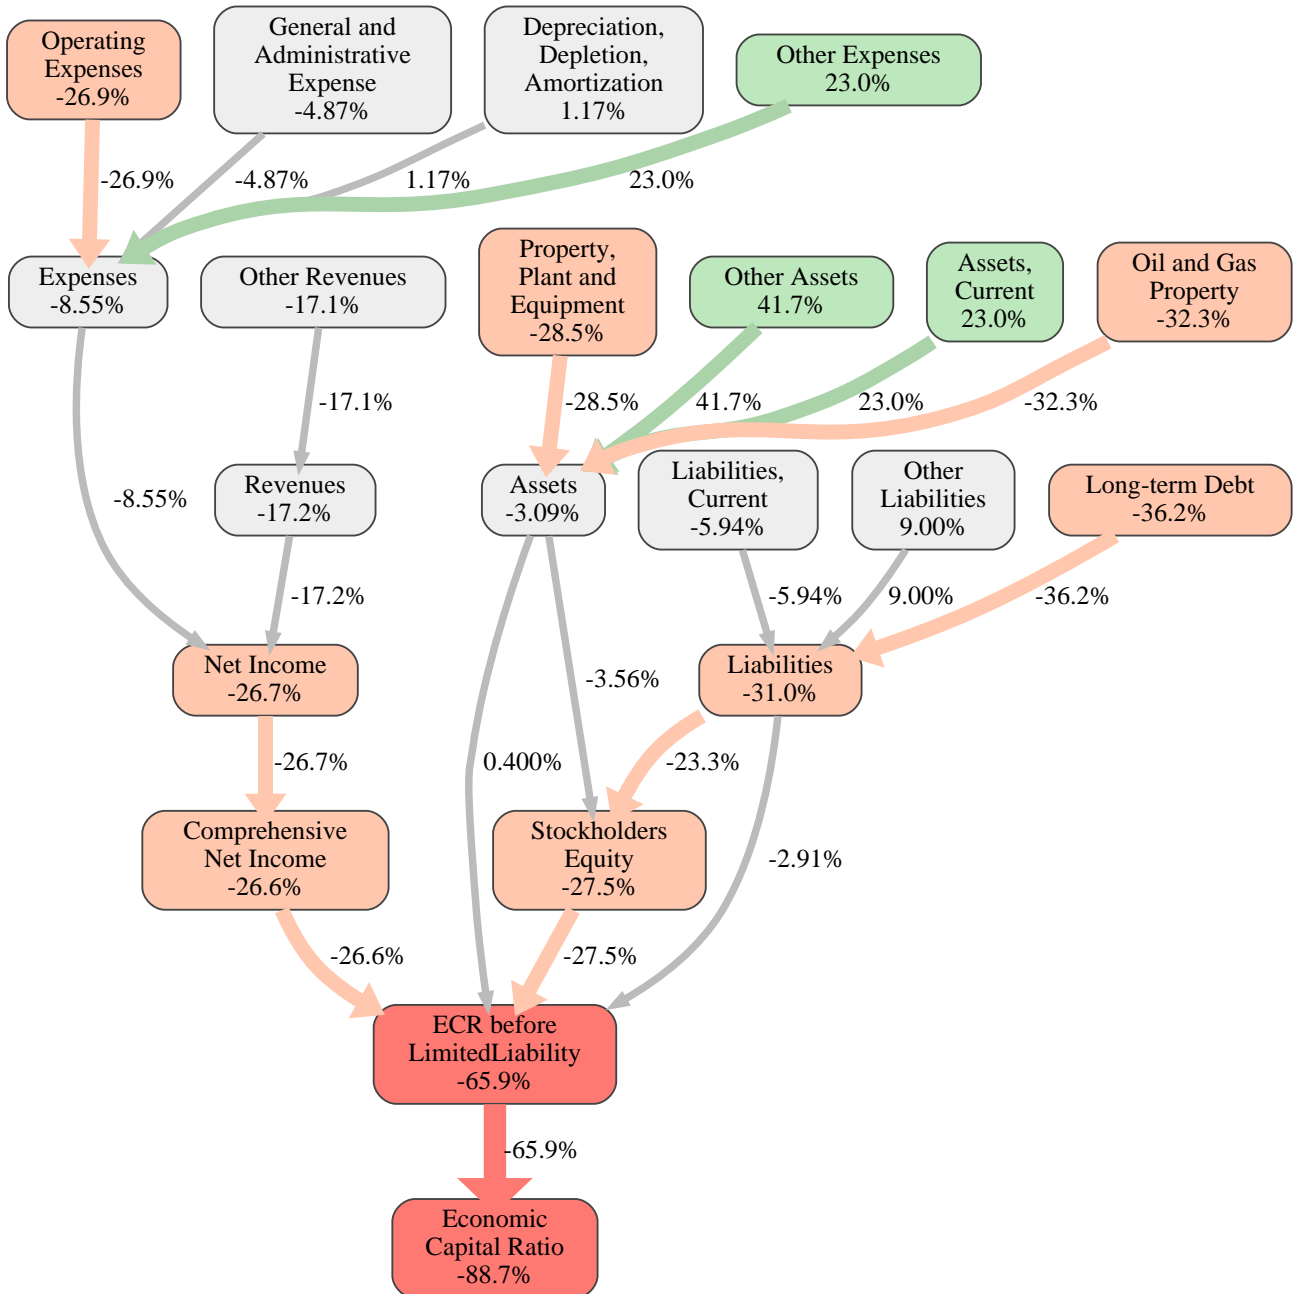 Operating
Expenses
-26.9%
General and
Administrative
Expense
-4.87%
Depreciation,
Depletion,
Amortization
1.17%
Other Expenses
23.0%
-26.9%
-4.87%
1.17%
23.0%
Expenses
-8.55%
Other Revenues
-17.1%
Property,
Plant and
Equipment
-28.5%
Other Assets
41.7%
Assets,
Current
23.0%
Oil and Gas
Property
-32.3%
-17.1%
-28.5%
41.7%
23.0%
-32.3%
-8.55%
Revenues
-17.2%
Assets
-3.09%
Liabilities,
Current
-5.94%
Other
Liabilities
9.00%
Long-term Debt
-36.2%
-17.2%
-5.94%
9.00%
-36.2%
Net Income
-26.7%
-3.56%
Liabilities
-31.0%
-26.7%
0.400%
-23.3%
Comprehensive
Net Income
-26.6%
Stockholders
Equity
-27.5%
-2.91%
-26.6%
-27.5%
ECR before
LimitedLiability
-65.9%
-65.9%
Economic
Capital Ratio
-88.7%